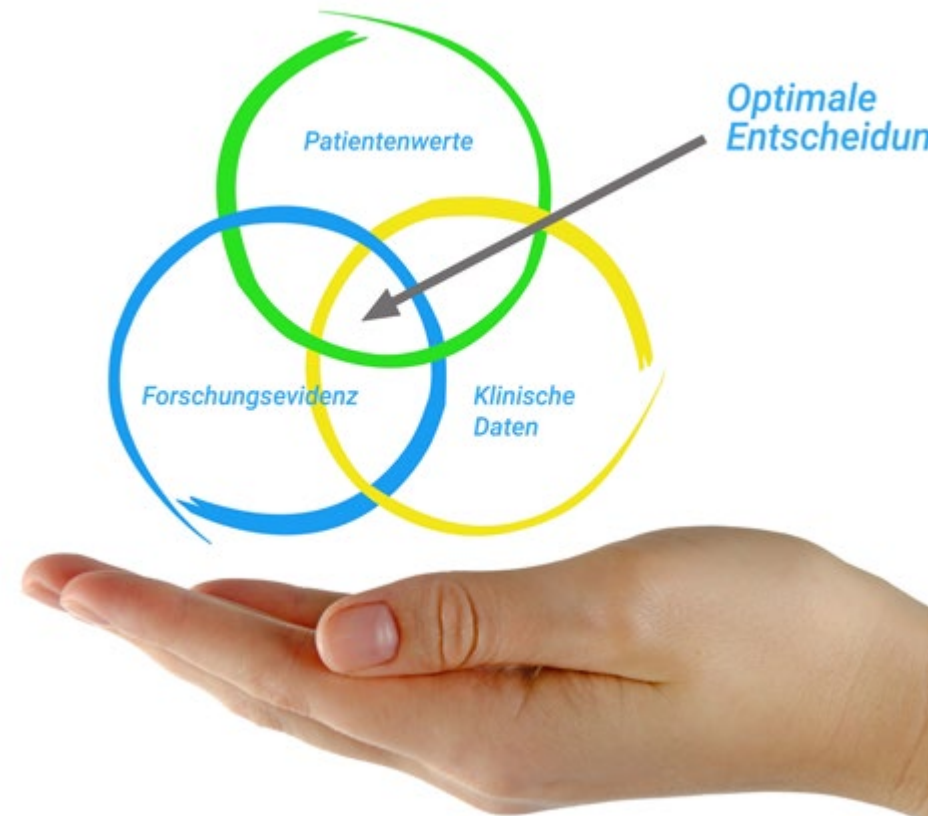 Optimale
Entscheidun
Patientenwerte
Forschungsevidenz
Klinische
Daten